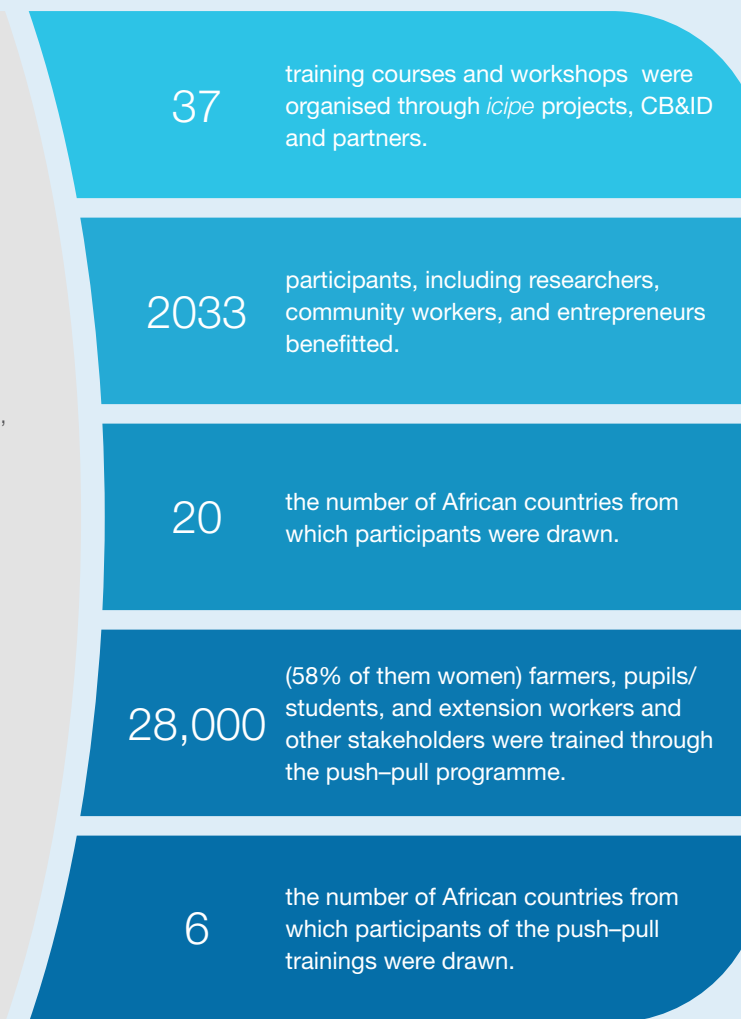 37
training courses and workshops were
organised through icipe projects, CB&ID
and partners.
2033
participants, including researchers,
community workers, and entrepreneurs
benefitted.
,
20
the number of African countries from
which participants were drawn.
28,000
(58% of them women) farmers, pupils/
students, and extension workers and
other stakeholders were trained through
the push–pull programme.
6
the number of African countries from
which participants of the push–pull
trainings were drawn.